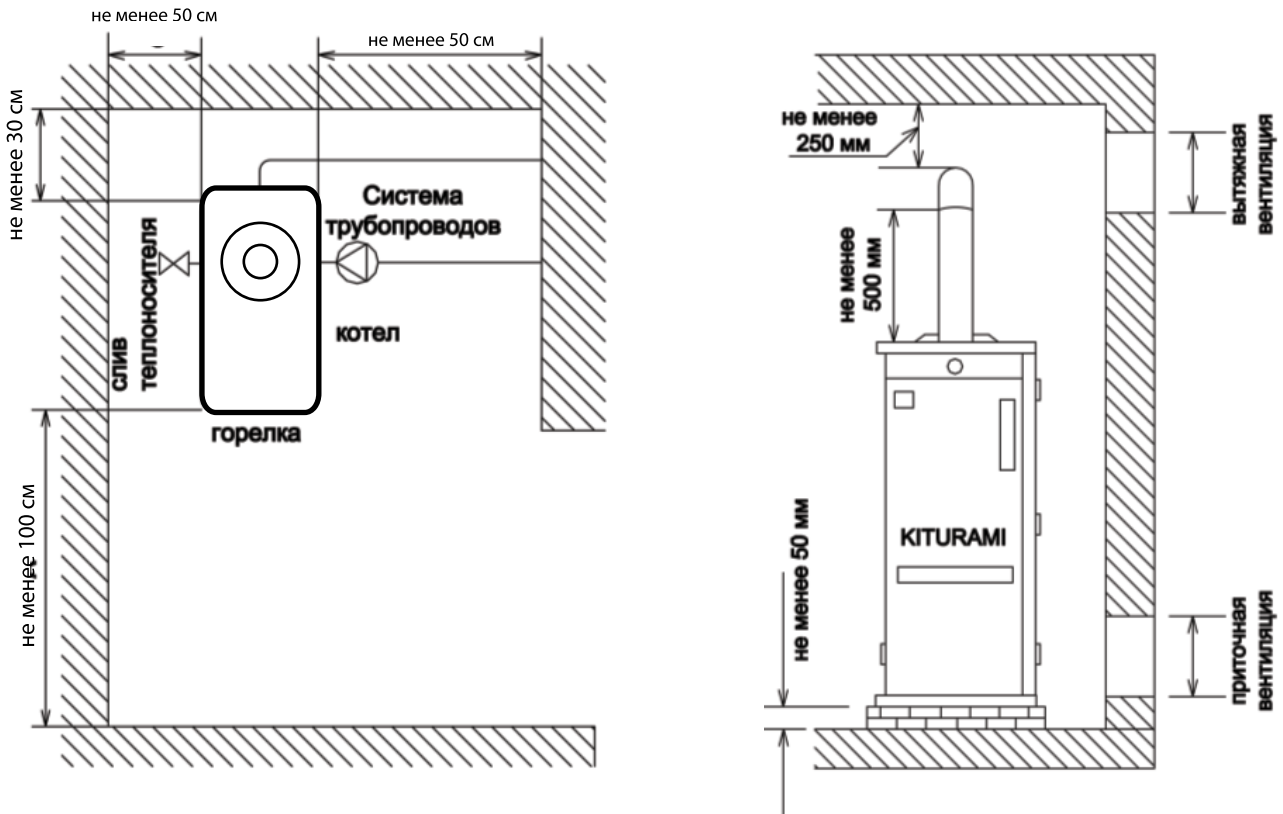 не менее 50 см
не менее 50 см
не менее 30 см
Система
трубопроводов
слив
теплоносителя
котел
горелка
не менее 100 см
не менее
250 мм
вытяжная
вентиляция
не менее
500 мм
KITURAMI
не менее 50 мм
приточная
вентиляция